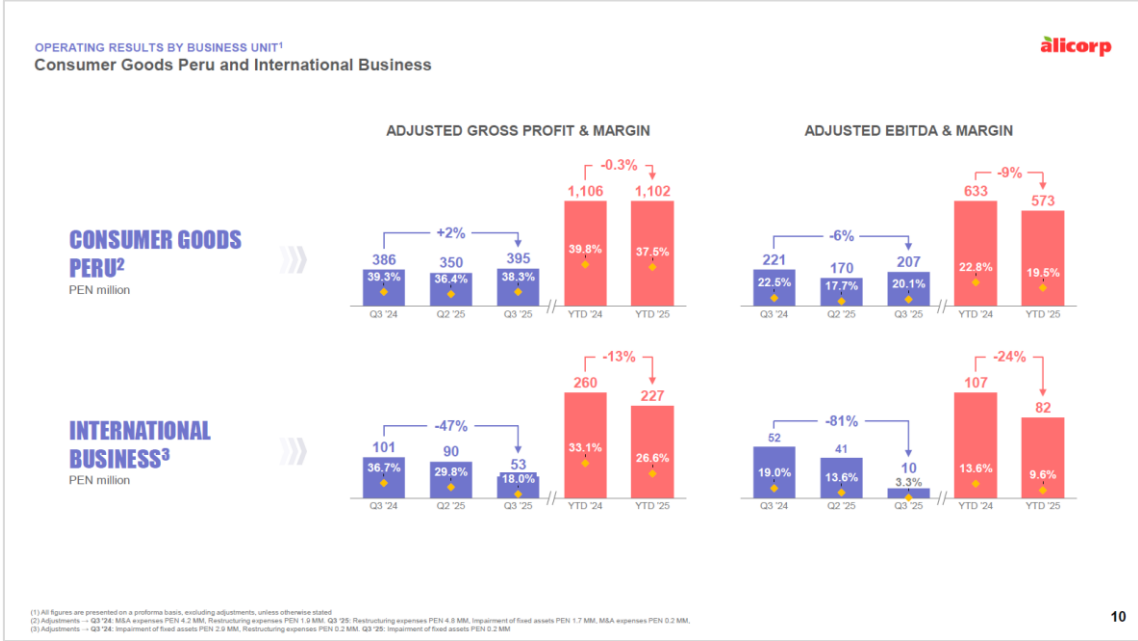 OPERATING RESULTS BY BUSINESS UNIT¹
Consumer Goods Peru and International Business
alicorp
ADJUSTED GROSS PROFIT & MARGIN
ADJUSTED EBITDA & MARGIN
CONSUMER GOODS
PERU²
PEN million
+2%
386 350 395
39.3% 36.4% 38.3%
Q3 '24 Q2 '25 Q3 '25
-0.3%
1,106 1,102
39.8% 37.5%
YTD '24 YTD '25
-6%
221 170 207
22.5% 17.7% 20.1%
Q3 '24 Q2 '25 Q3 '25
-9%
633 573
22.8% 19.5%
YTD '24 YTD '25
INTERNATIONAL
BUSINESS³
PEN million
-47%
101 90 53
36.7% 29.8% 18.0%
Q3 '24 Q2 '25 Q3 '25
-13%
260 227
33.1% 26.6%
YTD '24 YTD '25
-81%
52 41 10
19.0% 13.6% 3.3%
Q3 '24 Q2 '25 Q3 '25
-24%
107 82
13.6% 9.6%
YTD '24 YTD '25
(1) All figures are presented on a proforma basis, excluding adjustments, unless otherwise stated
(2) Adjustments → Q3 '24: M&A expenses PEN 4.2 MM, Restructuring expenses PEN 1.9 MM. Q3 '25: Restructuring expenses PEN 4.8 MM, Impairment of fixed assets PEN 1.7 MM, M&A expenses PEN 0.2 MM,
(3) Adjustments → Q3 '24: Impairment of fixed assets PEN 2.9 MM, Restructuring expenses PEN 0.2 MM. Q3 '25: Impairment of fixed assets PEN 0.2 MM
10